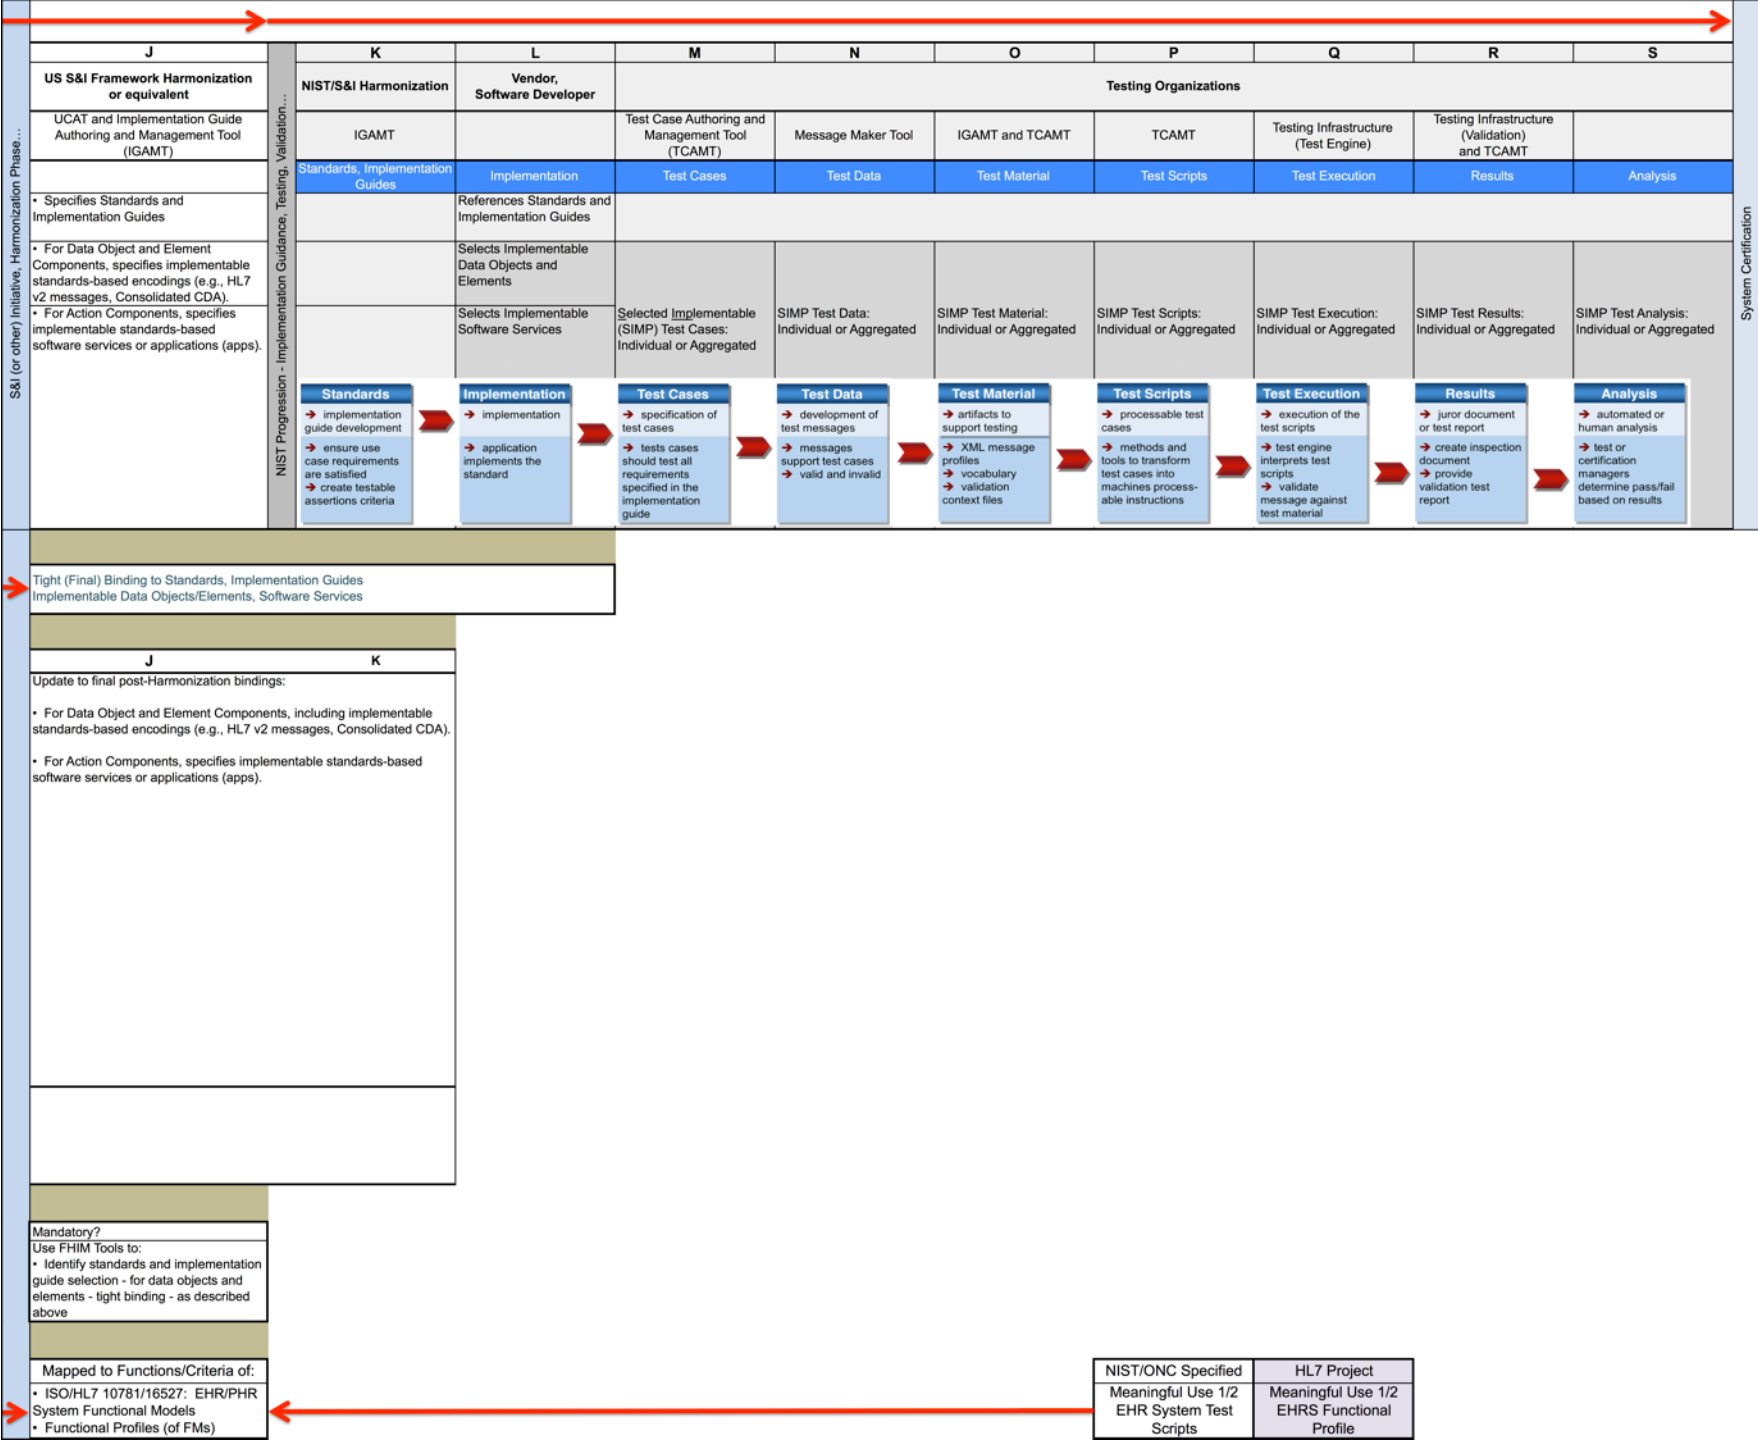 J
K
L
M
N
O
P
Q
R
S
US S&I Framework Harmonization
or equivalent
NIST/S&I Harmonization
Vendor,
Software Developer
Testing Organizations
UCAT and Implementation Guide
Authoring and Management Tool
(IGAMT)
IGAMT
Test Case Authoring and
Management Tool
(TCAMT)
Message Maker Tool
IGAMT and TCAMT
TCAMT
Testing Infrastructure
(Test Engine)
Testing Infrastructure
(Validation)
and TCAMT
Standards, Implementation
Guides
Implementation
Test Cases
Test Data
Test Material
Test Scripts
Test Execution
Results
Analysis
S&I (or other) Initiative, Harmonization Phase...
NIST Progression - Implementation Guidance, Testing, Validation...
System Certification
• Specifies Standards and
Implementation Guides
References Standards and
Implementation Guides
• For Data Object and Element
Components, specifies implementable
standards-based encodings (e.g., HL7
v2 messages, Consolidated CDA).
Selects Implementable
Data Objects and
Elements
• For Action Components, specifies
implementable standards-based
software services or applications (apps).
Selects Implementable
Software Services
Selected Implementable
(SIMP) Test Cases:
Individual or Aggregated
SIMP Test Data:
Individual or Aggregated
SIMP Test Material:
Individual or Aggregated
SIMP Test Scripts:
Individual or Aggregated
SIMP Test Execution:
Individual or Aggregated
SIMP Test Results:
Individual or Aggregated
SIMP Test Analysis:
Individual or Aggregated
Standards
➔ implementation
guide development
➔ ensure use
case requirements
are satisfied
➔ create testable
assertions criteria
Implementation
➔ implementation
➔ application
implements the
standard
Test Cases
➔ specification of
test cases
➔ tests cases
should test all
requirements
specified in the
implementation
guide
Test Data
➔ development of
test messages
➔ messages
support test cases
➔ valid and invalid
Test Material
➔ artifacts to
support testing
➔ XML message
profiles
➔ vocabulary
➔ validation
context files
Test Scripts
➔ processable test
cases
➔ methods and
tools to transform
test cases into
machines process-
able instructions
Test Execution
➔ execution of the
test scripts
➔ test engine
interprets test
scripts
➔ validate
message against
test material
Results
➔ juror document
or test report
➔ create inspection
document
➔ provide
validation test
report
Analysis
➔ automated or
human analysis
➔ test or
certification
managers
determine pass/fail
based on results
Tight (Final) Binding to Standards, Implementation Guides
Implementable Data Objects/Elements, Software Services
J
K
Update to final post-Harmonization bindings:
• For Data Object and Element Components, including implementable
standards-based encodings (e.g., HL7 v2 messages, Consolidated CDA).
• For Action Components, specifies implementable standards-based
software services or applications (apps).
Mandatory?
Use FHIM Tools to:
• Identify standards and implementation
guide selection - for data objects and
elements - tight binding - as described
above
Mapped to Functions/Criteria of:
• ISO/HL7 10781/16527: EHR/PHR
System Functional Models
• Functional Profiles (of FMs)
NIST/ONC Specified
Meaningful Use 1/2
EHR System Test
Scripts
HL7 Project
Meaningful Use 1/2
EHRS Functional
Profile